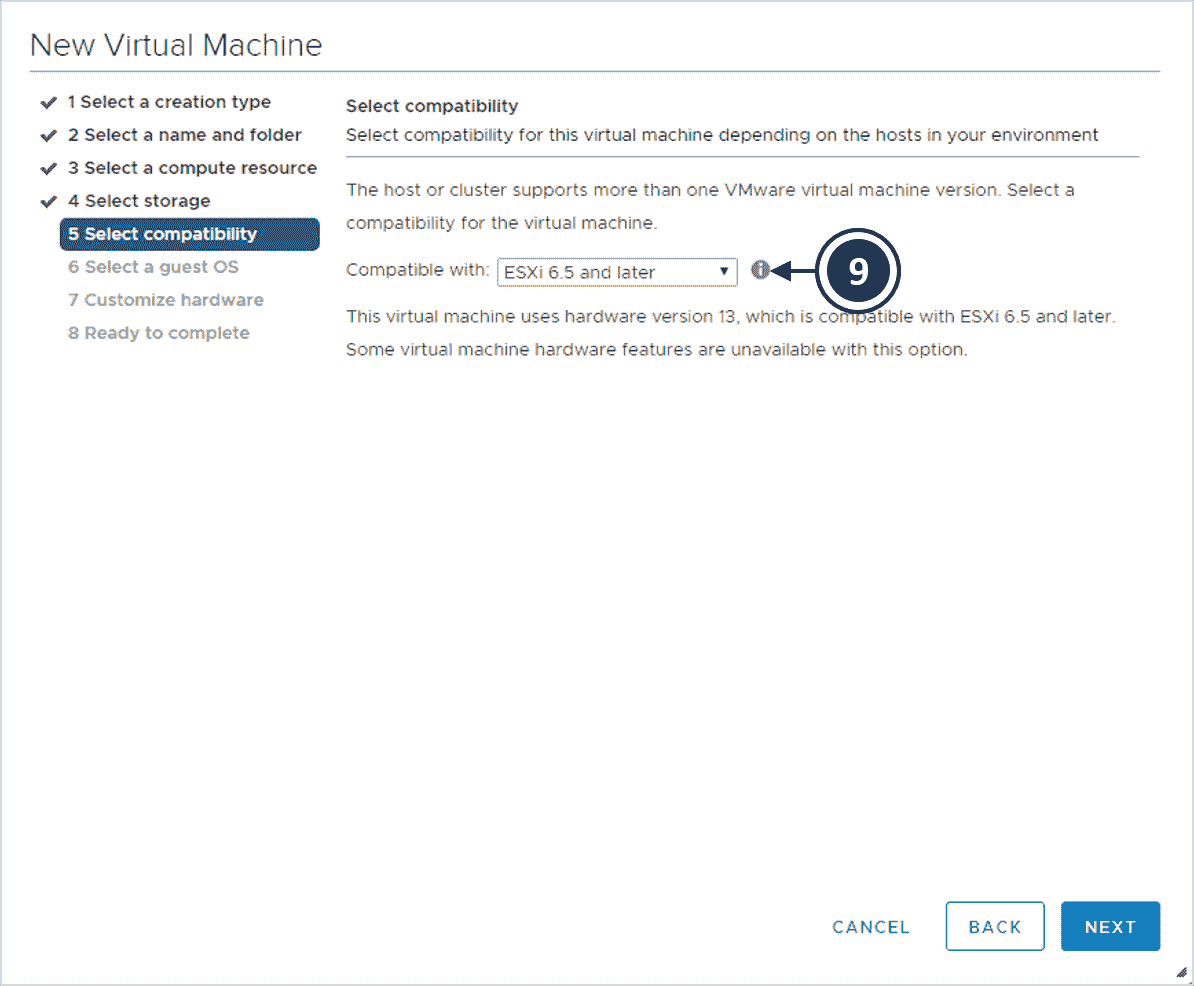 New Virtual Machine
1 Select a creation type
2 Select a name and folder
3 Select a compute resource
4 Select storage
5 Select compatibility
6 Select a guest OS
7 Customize hardware
8 Ready to complete
Select compatibility
Select compatibility for this virtual machine depending on the hosts in your environment
The host or cluster supports more than one VMware virtual machine version. Select a
compatibility for the virtual machine.
Compatible with: ESXi 6.5 and later
9
This virtual machine uses hardware version 13, which is compatible with ESXi 6.5 and later.
Some virtual machine hardware features are unavailable with this option.
CANCEL BACK NEXT